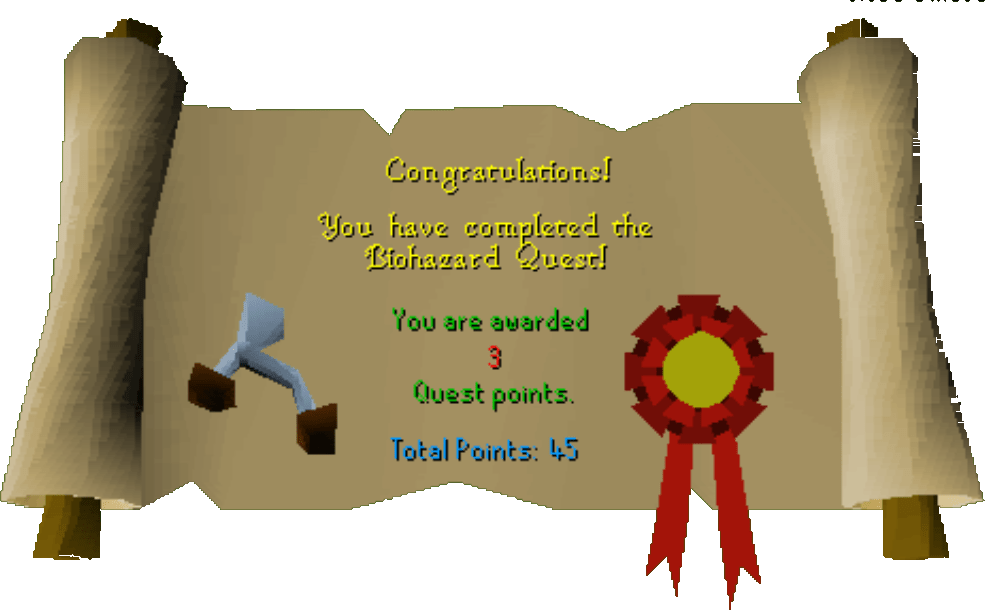 Congratulations!
You have completed the
Biohazard Quest!
You are awarded
3
Quest points.
Total Points: 45